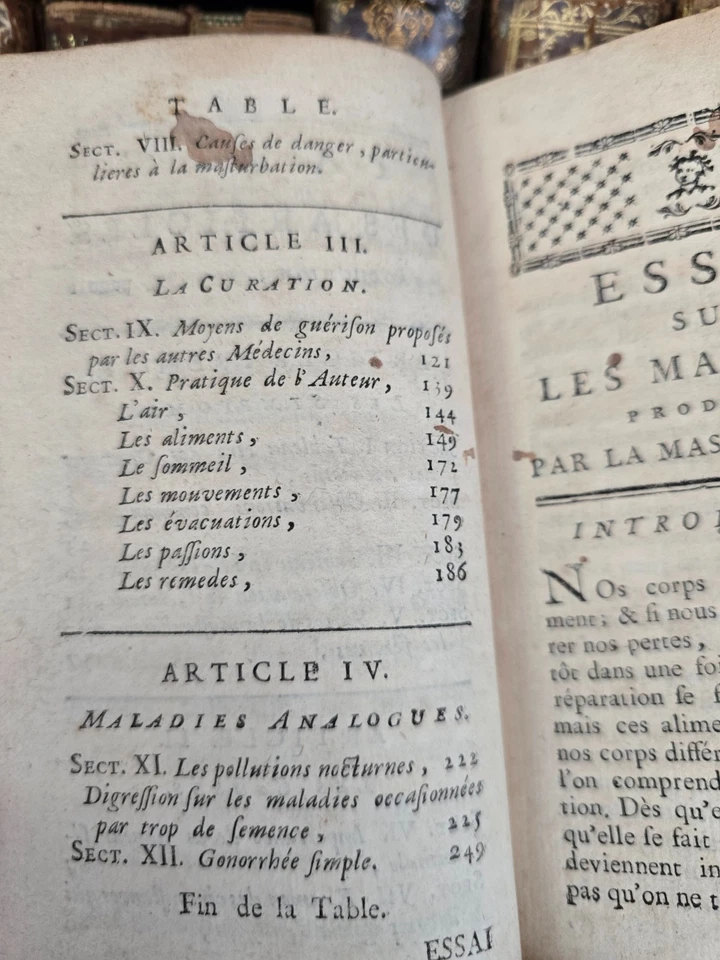 TABLE.
SECT. VIII. Cauſes de danger, particu-
lieres à la maſturbation.
ARTICLE III.
LA CURATION.
SECT. IX. Moyens de guériſon propoſés
par les autres Médecins, 121
SECT. X. Pratique de l'Auteur, 139
L'air, 144
Les aliments, 149
Le ſommeil, 172
Les mouvements, 177
Les évacuations, 179
Les paſſions, 183
Les remedes, 186
ARTICLE IV.
MALADIES ANALOGUES.
SECT. XI. Les pollutions nocturnes, 222
Digreſſion ſur les maladies occaſionnées
par trop de ſemence, 225
SECT. XII. Gonorrhée ſimple. 249
Fin de la Table.
ESSAI
ESS
SU
LES MA
PROD
PAR LA MAS
INTRO
NOs corps
ment; & ſi nous
rer nos pertes,
tôt dans une foi
réparation ſe f
mais ces alime
nos corps différ
l'on comprend
tion. Dès qu'e
qu'elle ſe fait
deviennent in
pas qu'on ne t